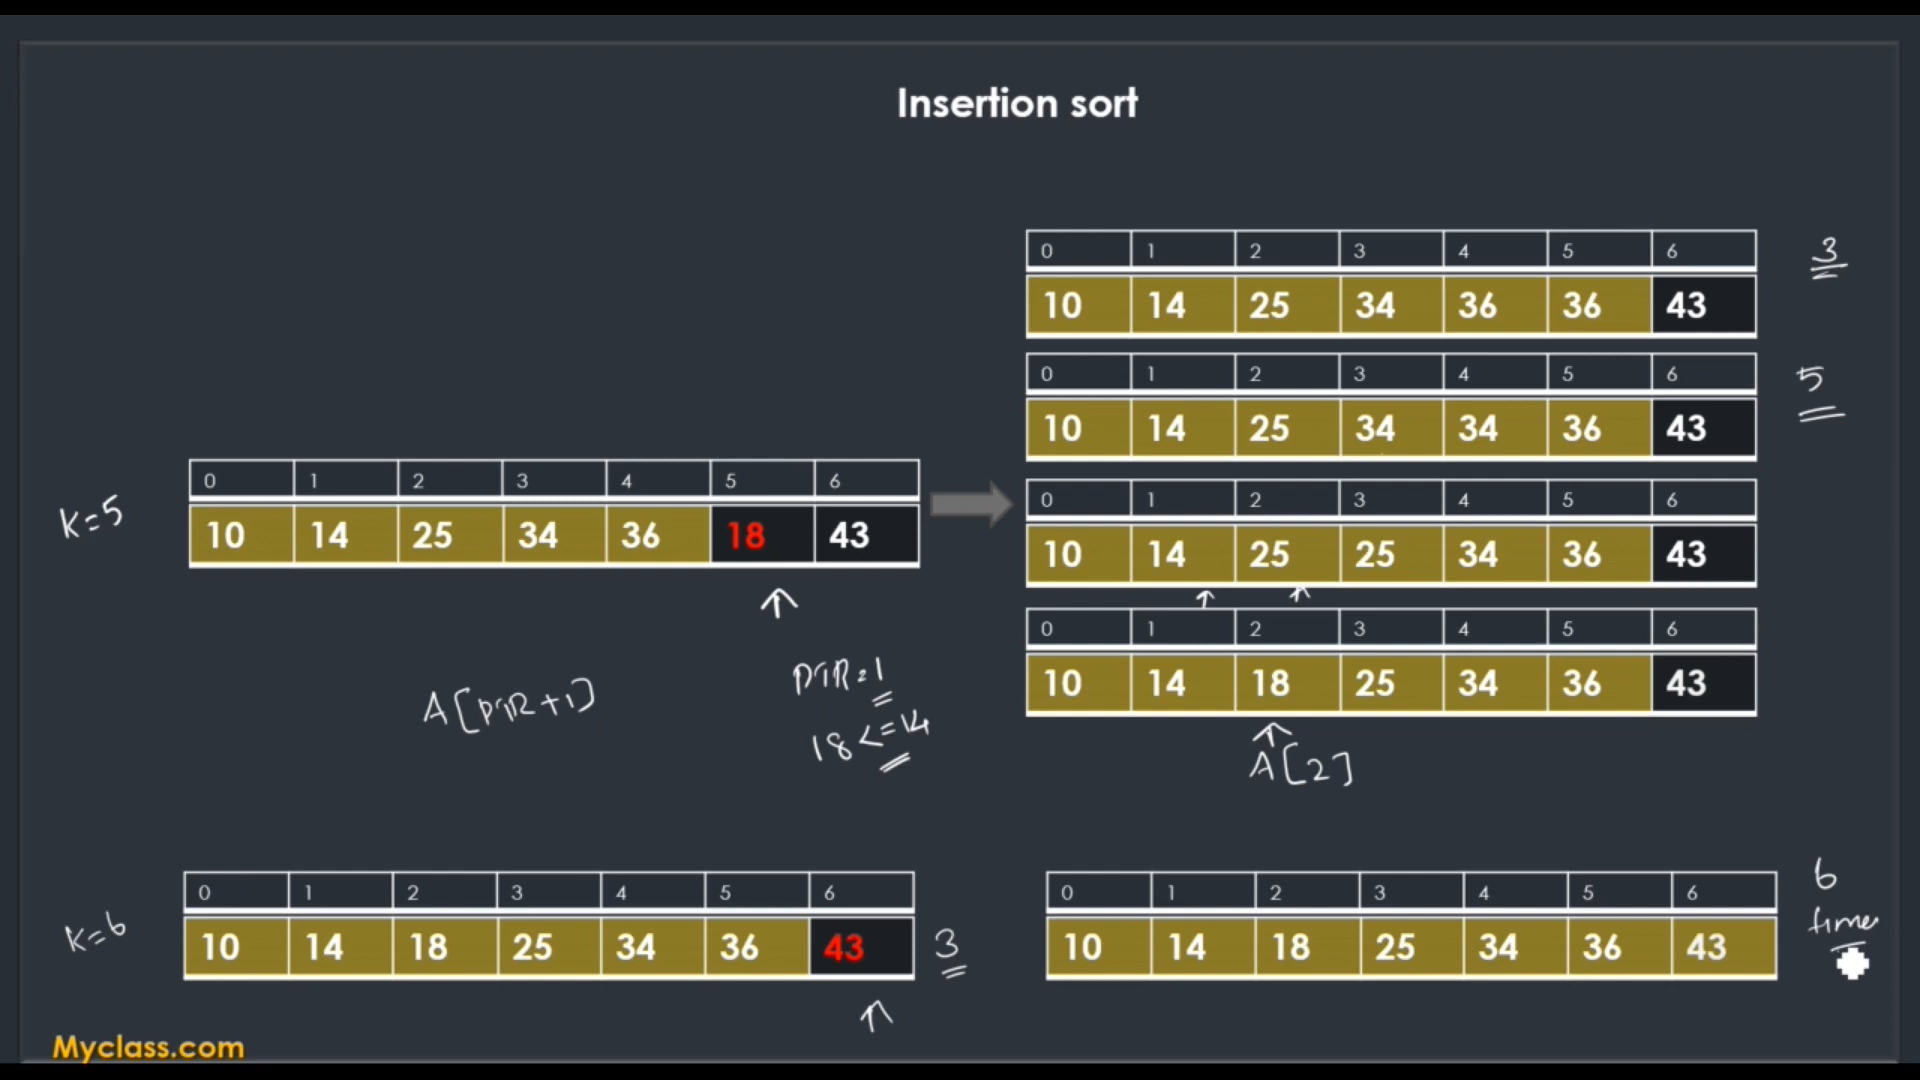 Insertion sort
K=5
0 1 2 3 4 5 6
10 14 25 34 36 18 43
A[PTR+1]
PTR=1
18<=14
0 1 2 3 4 5 6
10 14 25 34 36 36 43
3
0 1 2 3 4 5 6
10 14 25 34 34 36 43
5
0 1 2 3 4 5 6
10 14 25 25 34 36 43
0 1 2 3 4 5 6
10 14 18 25 34 36 43
A[2]
K=6
0 1 2 3 4 5 6
10 14 18 25 34 36 43
3
0 1 2 3 4 5 6
10 14 18 25 34 36 43
6
time
Myclass.com